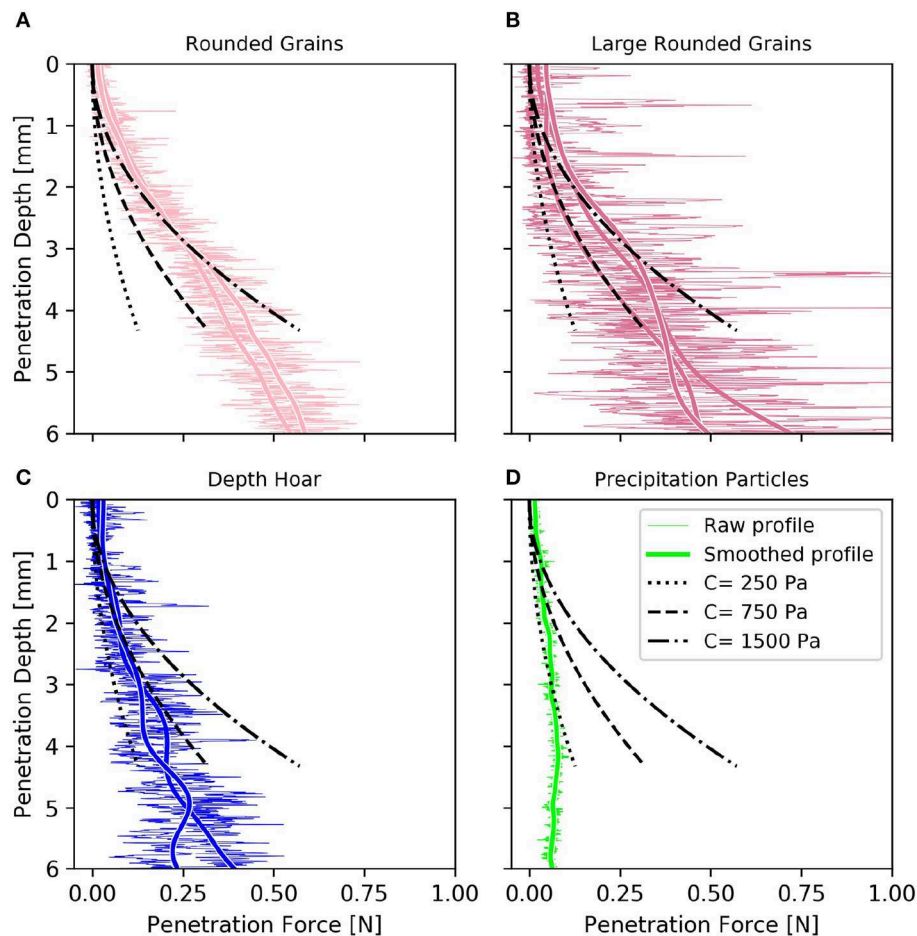 A
Rounded Grains
B
Large Rounded Grains
0
1
2
3
4
5
6
Penetration Depth [mm]
C
Depth Hoar
D
Precipitation Particles
0
1
2
3
4
5
6
Penetration Depth [mm]
Raw profile
Smoothed profile
C= 250 Pa
C= 750 Pa
C= 1500 Pa
0.00 0.25 0.50 0.75
0.00 0.25 0.50 0.75 1.00
Penetration Force [N]
Penetration Force [N]